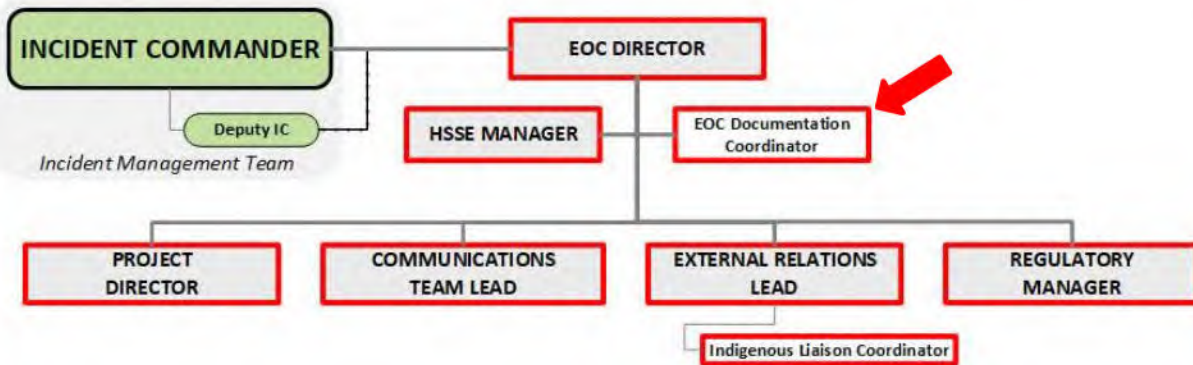 INCIDENT COMMANDER
EOC DIRECTOR
Deputy IC
Incident Management Team
HSSE MANAGER
EOC Documentation
Coordinator
PROJECT
DIRECTOR
COMMUNICATIONS
TEAM LEAD
EXTERNAL RELATIONS
LEAD
REGULATORY
MANAGER
Indigenous Liaison Coordinator